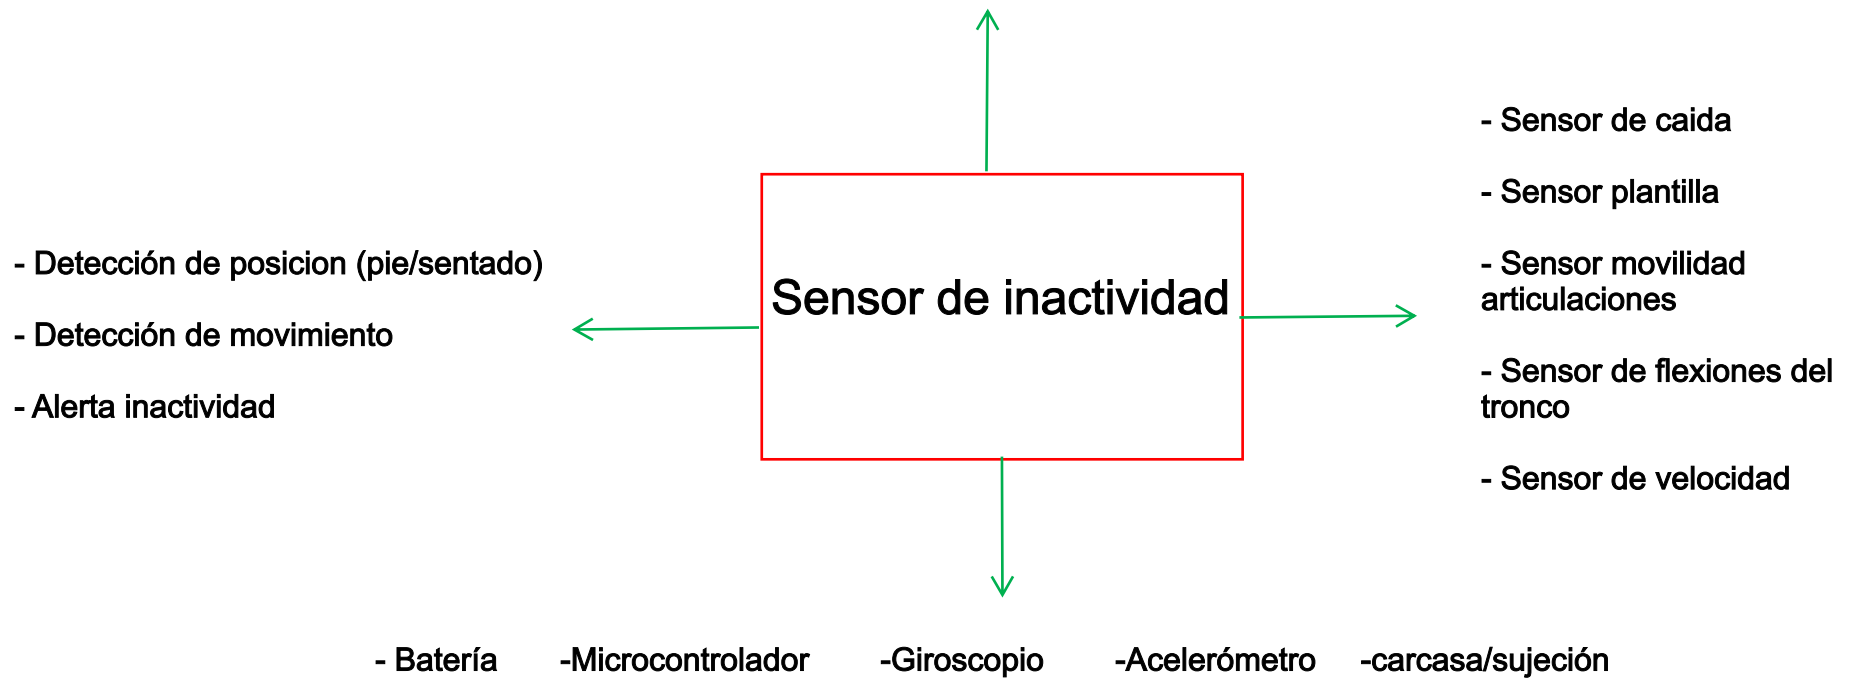 - Sensor de caida
- Sensor plantilla
- Detección de posicion (pie/sentado)
- Detección de movimiento
- Alerta inactividad
Sensor de inactividad
- Sensor movilidad
articulaciones
- Sensor de flexiones del
tronco
- Sensor de velocidad
- Batería
-Microcontrolador
-Giroscopio
-Acelerómetro
-carcasa/sujeción